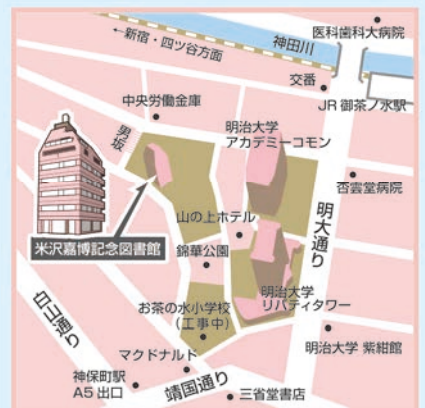 医科歯科大病院
←新宿・四ツ谷方面
神田川
交番
JR 御茶ノ水駅
中央労働金庫
男坂
明治大学
アカデミーコモン
杏雲堂病院
明大通り
山の上ホテル
米沢嘉博記念図書館
錦華公園
白山通り
お茶の水小学校
(工事中)
明治大学
リバティタワー
明治大学 紫紺館
マクドナルド
神保町駅
A5 出口
靖国通り
三省堂書店